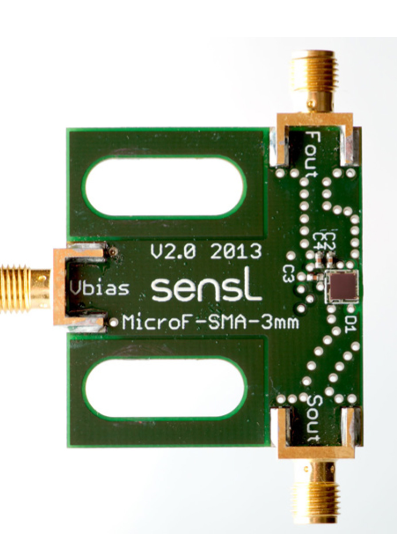 Fout
V2.0 2013
C2
C4
C3
Vbias
sensL
MicroF-SMA-3mm
D1
Sout